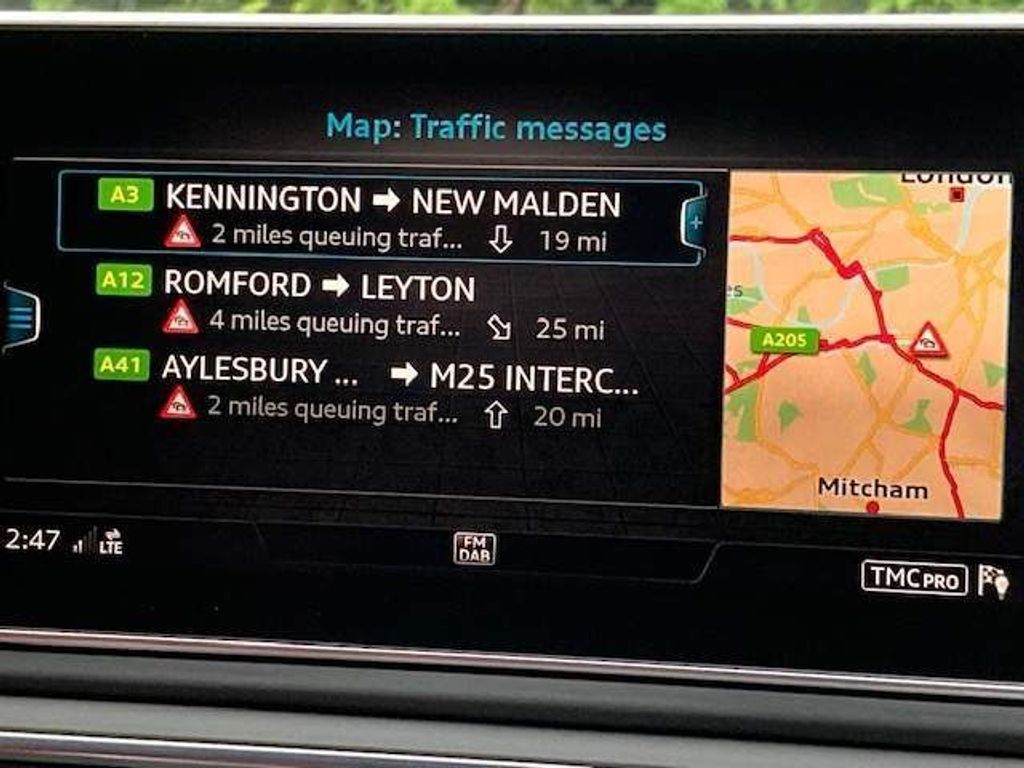 Map: Traffic messages
A3 KENNINGTON ➡ NEW MALDEN
2 miles queuing traf... ⇩ 19 mi
A12 ROMFORD ➡ LEYTON
4 miles queuing traf... 25 mi
A41 AYLESBURY ... ➡ M25 INTERC...
2 miles queuing traf... ⇧ 20 mi
London
es
A205
Mitcham
2:47 LTE
FM
DAB
TMC PRO